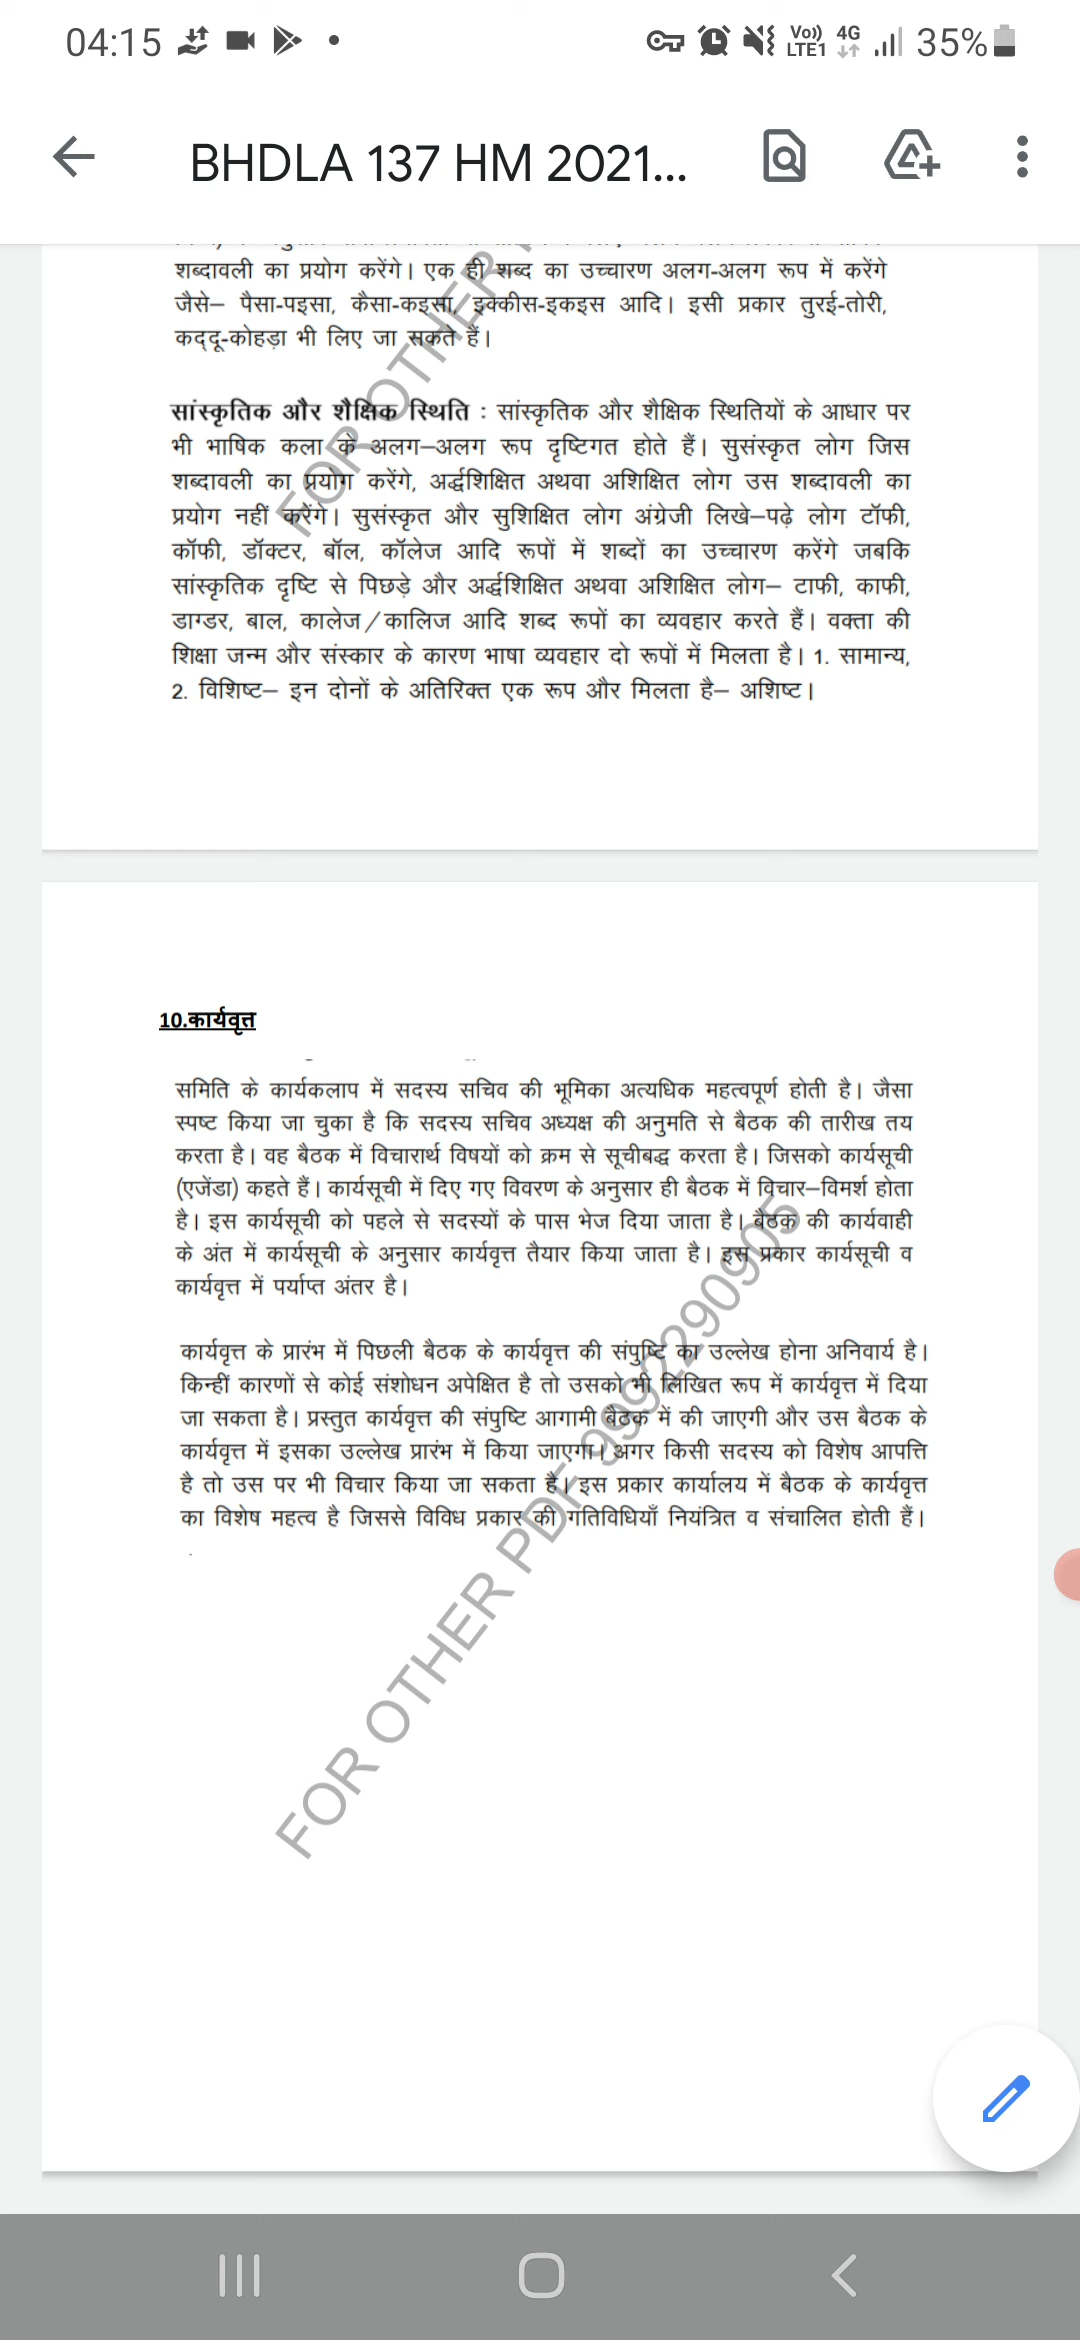 04:15
Vo)) LTE1 4G 35%
BHDLA 137 HM 2021...
शब्दावली का प्रयोग करेंगे। एक ही शब्द का उच्चारण अलग-अलग रूप में करेंगे
जैसे– पैसा-पइसा, कैसा-कइसा, इक्कीस-इकइस आदि। इसी प्रकार तुरई-तोरी,
कद्दू-कोहड़ा भी लिए जा सकते हैं।
सांस्कृतिक और शैक्षिक स्थिति : सांस्कृतिक और शैक्षिक स्थितियों के आधार पर
भी भाषिक कला के अलग–अलग रूप दृष्टिगत होते हैं। सुसंस्कृत लोग जिस
शब्दावली का प्रयोग करेंगे, अर्द्धशिक्षित अथवा अशिक्षित लोग उस शब्दावली का
प्रयोग नहीं करेंगे। सुसंस्कृत और सुशिक्षित लोग अंग्रेजी लिखे–पढ़े लोग टॉफी,
कॉफी, डॉक्टर, बॉल, कॉलेज आदि रूपों में शब्दों का उच्चारण करेंगे जबकि
सांस्कृतिक दृष्टि से पिछड़े और अर्द्धशिक्षित अथवा अशिक्षित लोग– टाफी, काफी,
डाग्डर, बाल, कालेज/कालिज आदि शब्द रूपों का व्यवहार करते हैं। वक्ता की
शिक्षा जन्म और संस्कार के कारण भाषा व्यवहार दो रूपों में मिलता है। 1. सामान्य,
2. विशिष्ट– इन दोनों के अतिरिक्त एक रूप और मिलता है– अशिष्ट।
FOR OTHER
10.कार्यवृत्त
समिति के कार्यकलाप में सदस्य सचिव की भूमिका अत्यधिक महत्वपूर्ण होती है। जैसा
स्पष्ट किया जा चुका है कि सदस्य सचिव अध्यक्ष की अनुमति से बैठक की तारीख तय
करता है। वह बैठक में विचारार्थ विषयों को क्रम से सूचीबद्ध करता है। जिसको कार्यसूची
(एजेंडा) कहते हैं। कार्यसूची में दिए गए विवरण के अनुसार ही बैठक में विचार–विमर्श होता
है। इस कार्यसूची को पहले से सदस्यों के पास भेज दिया जाता है। बैठक की कार्यवाही
के अंत में कार्यसूची के अनुसार कार्यवृत्त तैयार किया जाता है। इस प्रकार कार्यसूची व
कार्यवृत्त में पर्याप्त अंतर है।
कार्यवृत्त के प्रारंभ में पिछली बैठक के कार्यवृत्त की संपुष्टि का उल्लेख होना अनिवार्य है।
किन्हीं कारणों से कोई संशोधन अपेक्षित है तो उसको भी लिखित रूप में कार्यवृत्त में दिया
जा सकता है। प्रस्तुत कार्यवृत्त की संपुष्टि आगामी बैठक में की जाएगी और उस बैठक के
कार्यवृत्त में इसका उल्लेख प्रारंभ में किया जाएगा। अगर किसी सदस्य को विशेष आपत्ति
है तो उस पर भी विचार किया जा सकता है। इस प्रकार कार्यालय में बैठक के कार्यवृत्त
का विशेष महत्व है जिससे विविध प्रकार की गतिविधियाँ नियंत्रित व संचालित होती हैं।
FOR OTHER PDF-9992290905